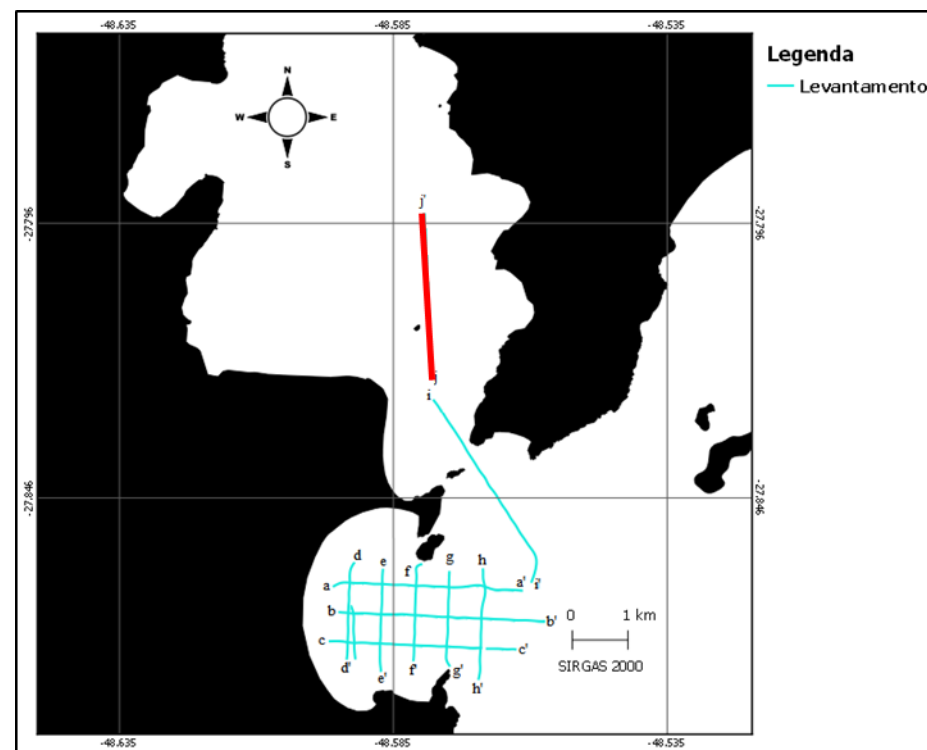 -48.635 -48.585 -48.535
Legenda
Levantamento
N
W E
S
j'
-27.796 -27.796
j
i
-27.846 -27.846
d e f g h
a a' i'
b b'
c c'
d' e' f' g' h'
0 1 km
SIRGAS 2000
-48.635 -48.585 -48.535